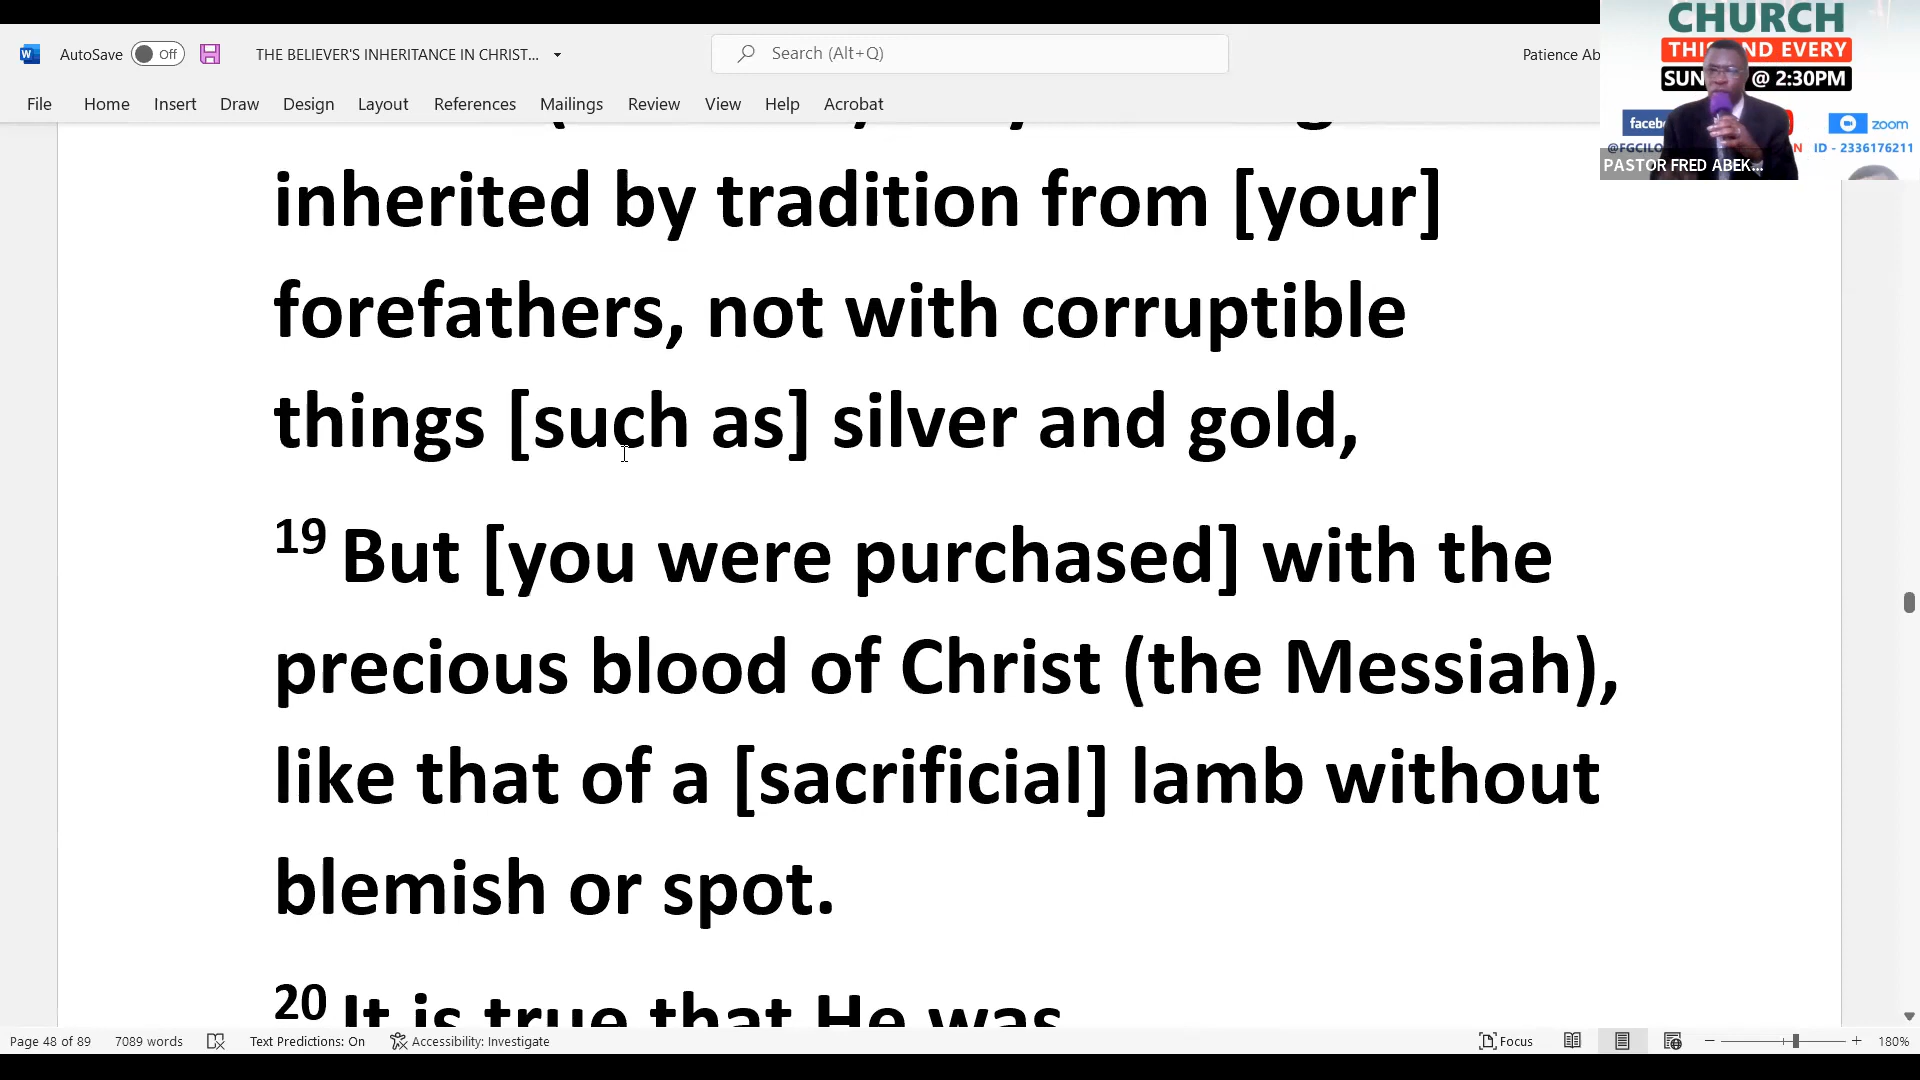 AutoSave Off THE BELIEVER'S INHERITANCE IN CHRIST... Search (Alt+Q) Patience Ab
File Home Insert Draw Design Layout References Mailings Review View Help Acrobat
CHURCH
SUN @ 2:30PM
zoom
ID - 2336176211
PASTOR FRED ABEK...
inherited by tradition from [your]
forefathers, not with corruptible
things [such as] silver and gold,
19 But [you were purchased] with the
precious blood of Christ (the Messiah),
like that of a [sacrificial] lamb without
blemish or spot.
20 It is true that He was
Page 48 of 89 7089 words Text Predictions: On Accessibility: Investigate Focus 180%